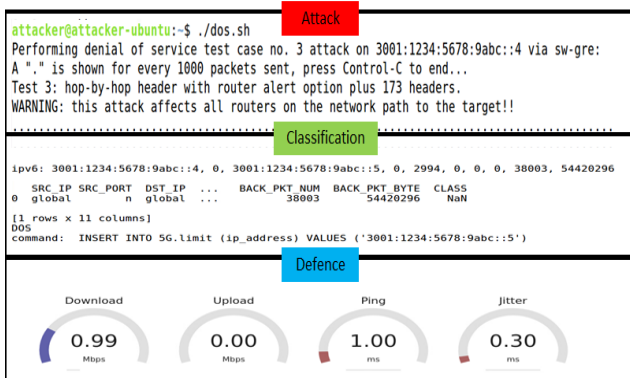 Attack
attacker@attacker-ubuntu:~$ ./dos.sh
Performing denial of service test case no. 3 attack on 3001:1234:5678:9abc::4 via sw-gre:
A "." is shown for every 1000 packets sent, press Control-C to end...
Test 3: hop-by-hop header with router alert option plus 173 headers.
WARNING: this attack affects all routers on the network path to the target!!
Classification
ipv6: 3001:1234:5678:9abc::4, 0, 3001:1234:5678:9abc::5, 0, 2994, 0, 0, 0, 38003, 54420296
SRC_IP SRC_PORT DST_IP ... BACK_PKT_NUM BACK_PKT_BYTE CLASS
0 global n global ... 38003 54420296 NaN
[1 rows x 11 columns]
DOS
command: INSERT INTO 5G.limit (ip_address) VALUES ('3001:1234:5678:9abc::5')
Defence
Download Upload Ping Jitter
0.99 0.00 1.00 0.30
Mbps Mbps ms ms